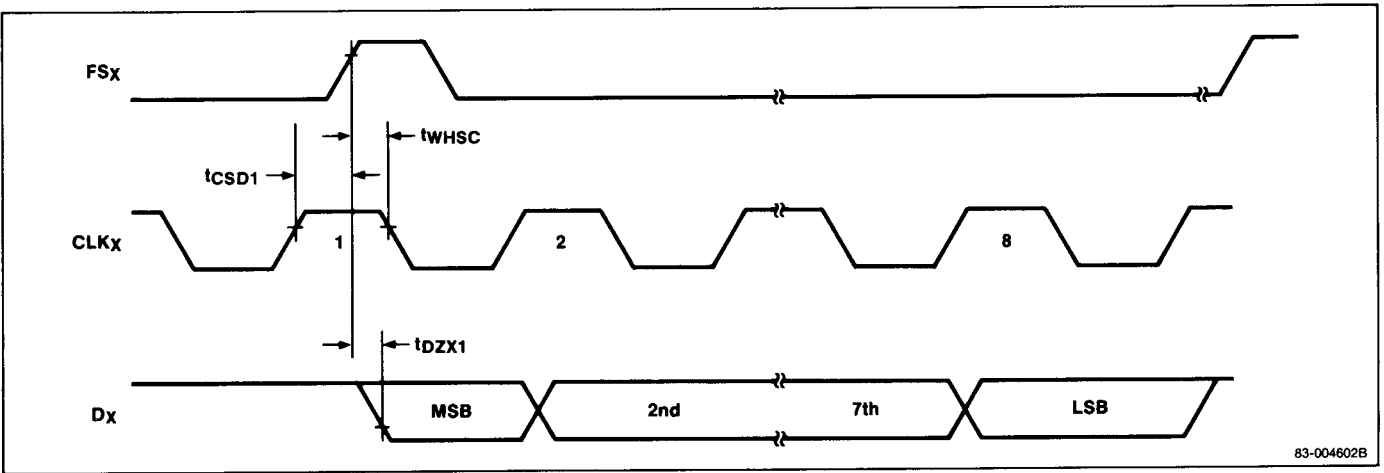 FSX
tWHSC
tCSD1
CLKX
1
2
8
tDZX1
DX
MSB
2nd
7th
LSB
83-004602B